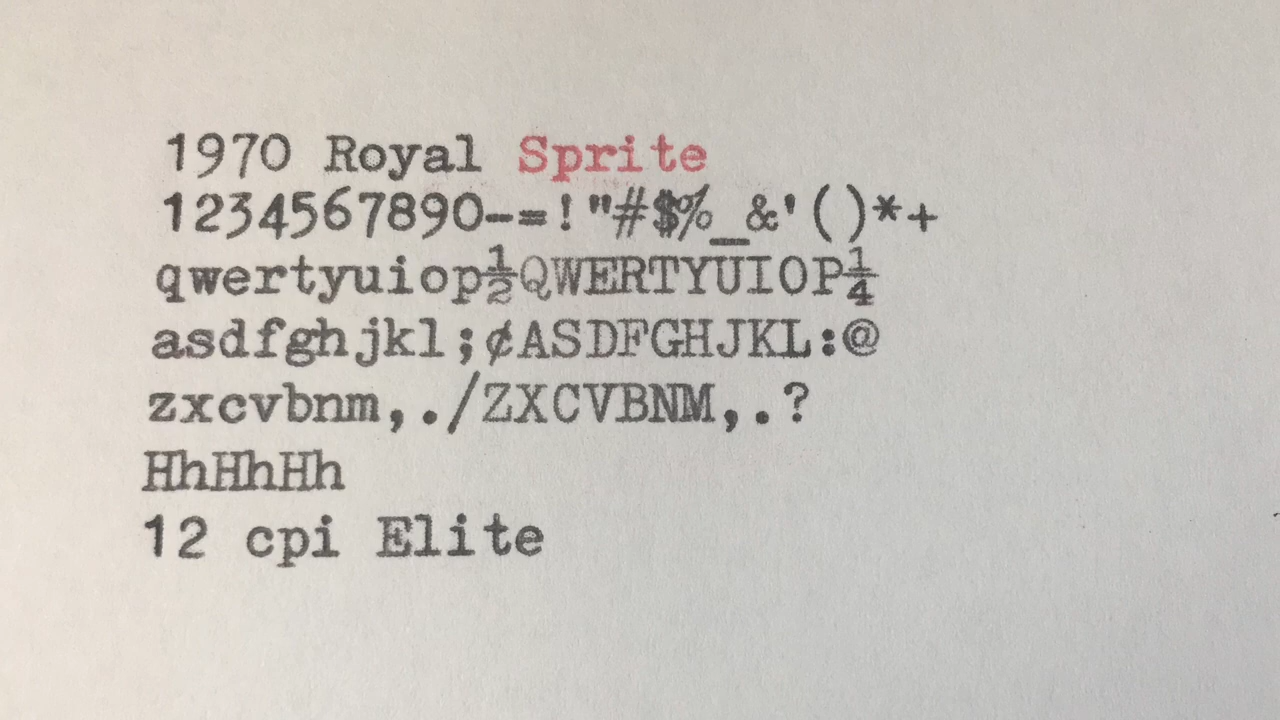 1970 Royal Sprite
1234567890-=!"#$%_&'()*+
qwertyuiop½QWERTYUIOP¼
asdfghjkl;¢ASDFGHJKL:@
zxcvbnm,./ZXCVBNM,.?
HhHhHh
12 cpi Elite